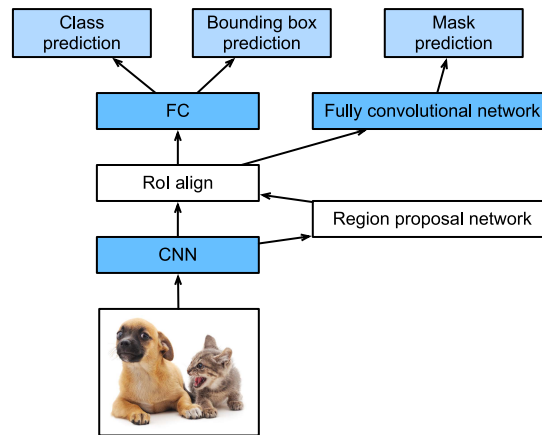 Class
prediction
Bounding box
prediction
Mask
prediction
FC
Fully convolutional network
RoI align
Region proposal network
CNN